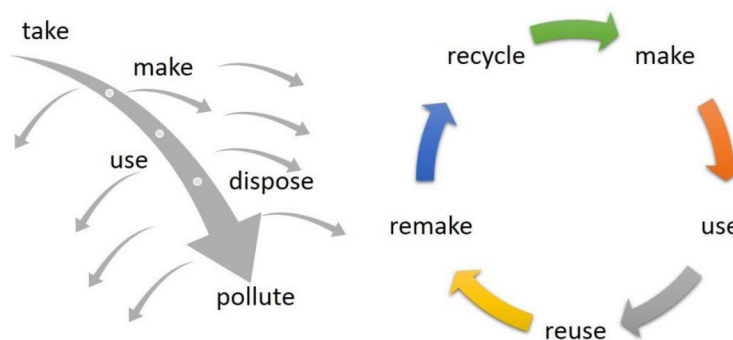 take
make
use
dispose
pollute
recycle
make
use
reuse
remake